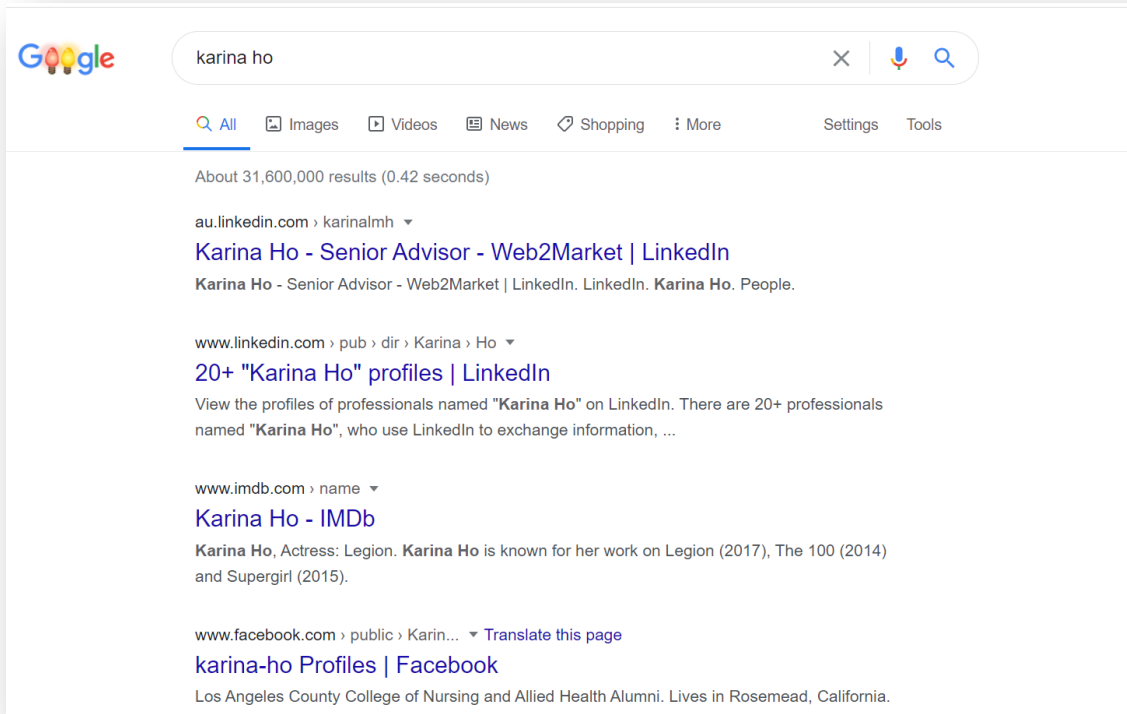 Google
karina ho
All Images Videos News Shopping More Settings Tools
About 31,600,000 results (0.42 seconds)
au.linkedin.com › karinalmh
Karina Ho - Senior Advisor - Web2Market | LinkedIn
Karina Ho - Senior Advisor - Web2Market | LinkedIn. LinkedIn. Karina Ho. People.
www.linkedin.com › pub › dir › Karina › Ho
20+ "Karina Ho" profiles | LinkedIn
View the profiles of professionals named "Karina Ho" on LinkedIn. There are 20+ professionals
named "Karina Ho", who use LinkedIn to exchange information, ...
www.imdb.com › name
Karina Ho - IMDb
Karina Ho, Actress: Legion. Karina Ho is known for her work on Legion (2017), The 100 (2014)
and Supergirl (2015).
www.facebook.com › public › Karin... Translate this page
karina-ho Profiles | Facebook
Los Angeles County College of Nursing and Allied Health Alumni. Lives in Rosemead, California.